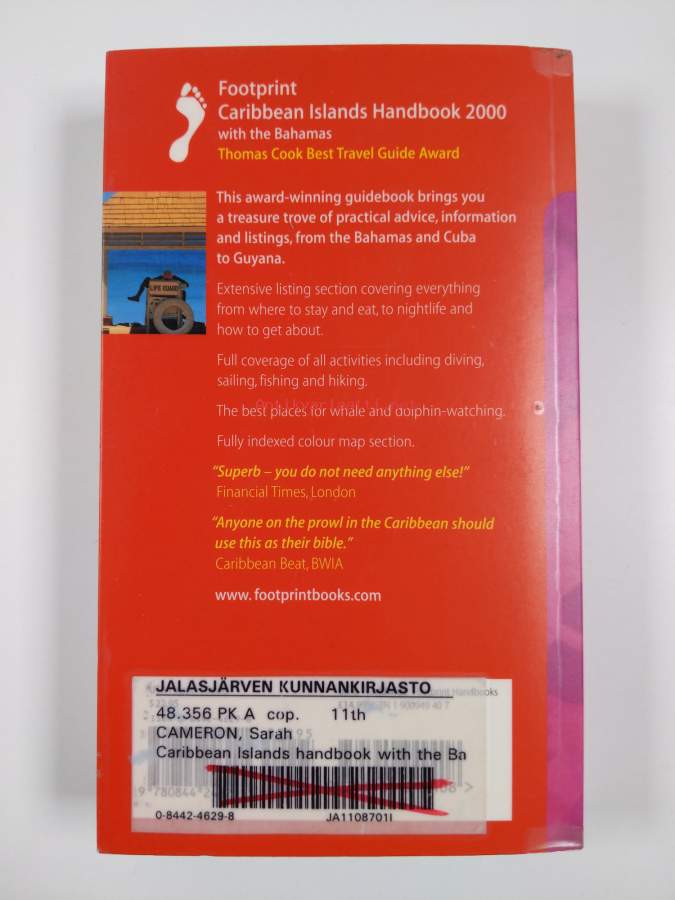 Footprint
Caribbean Islands Handbook 2000
with the Bahamas
Thomas Cook Best Travel Guide Award
This award-winning guidebook brings you
a treasure trove of practical advice, information
and listings, from the Bahamas and Cuba
to Guyana.
LIFE GUARD
Extensive listing section covering everything
from where to stay and eat, to nightlife and
how to get about.
Full coverage of all activities including diving,
sailing, fishing and hiking.
Antikvariaatti.net
The best places for whale and dolphin-watching.
Fully indexed colour map section.
“Superb – you do not need anything else!”
Financial Times, London
“Anyone on the prowl in the Caribbean should
use this as their bible.”
Caribbean Beat, BWIA
www.footprintbooks.com
JALASJÄRVEN KUNNANKIRJASTO
48.356 PK A cop. 11th
CAMERON, Sarah
Caribbean Islands handbook with the Ba
0-8442-4629-8 JA1108701I